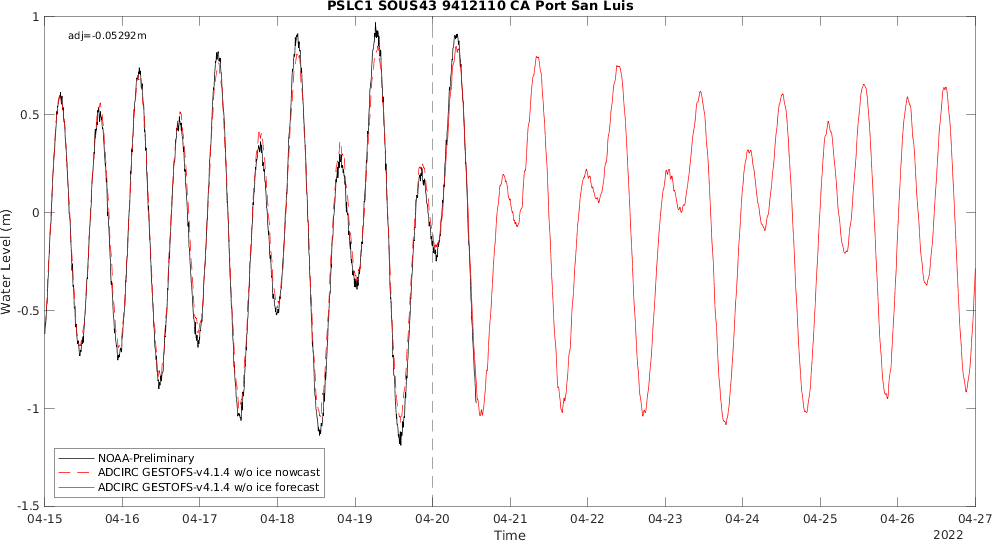 PSLC1 SOUS43 9412110 CA Port San Luis
adj=-0.05292m
1
0.5
0
-0.5
-1
-1.5
Water Level (m)
NOAA-Preliminary
ADCIRC GESTOFS-v4.1.4 w/o ice nowcast
ADCIRC GESTOFS-v4.1.4 w/o ice forecast
04-15 04-16 04-17 04-18 04-19 04-20 04-21 04-22 04-23 04-24 04-25 04-26 04-27
Time
2022